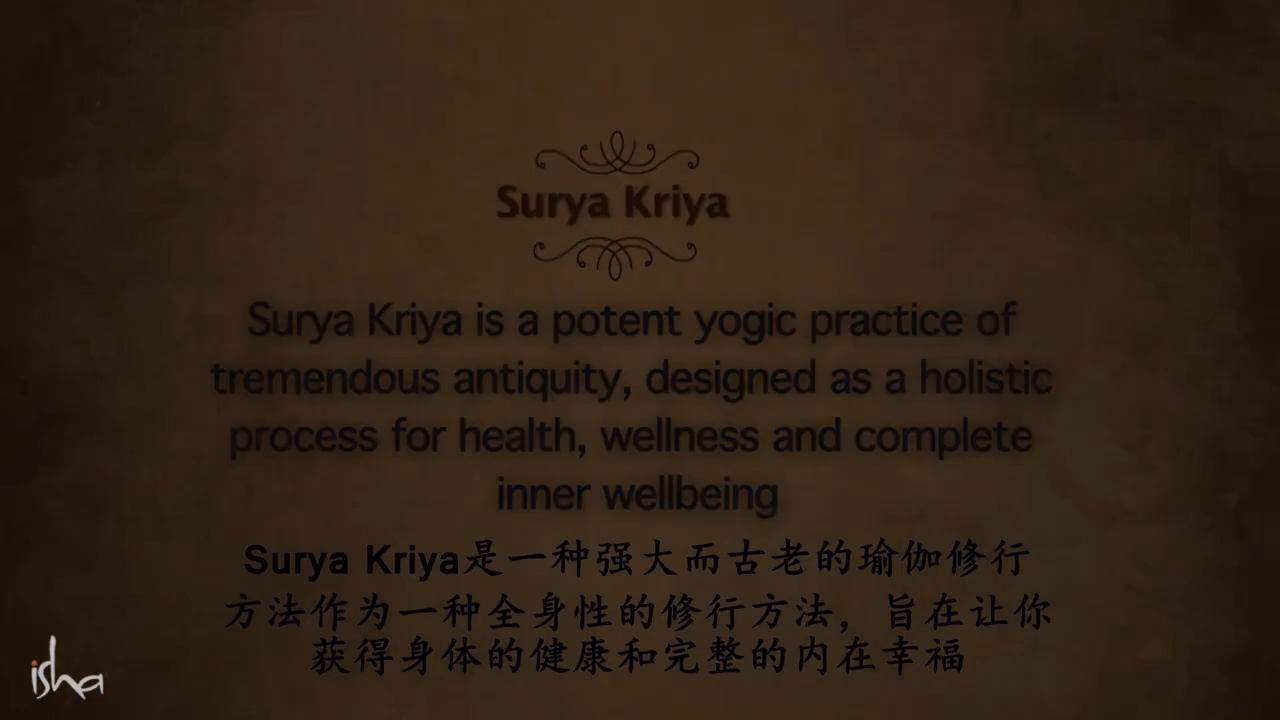 Surya Kriya
Surya Kriya is a potent yogic practice of
tremendous antiquity, designed as a holistic
process for health, wellness and complete
inner wellbeing
Surya Kriya是一种强大而古老的瑜伽修行
方法作为一种全身性的修行方法，旨在让你
获得身体的健康和完整的内在幸福
isha